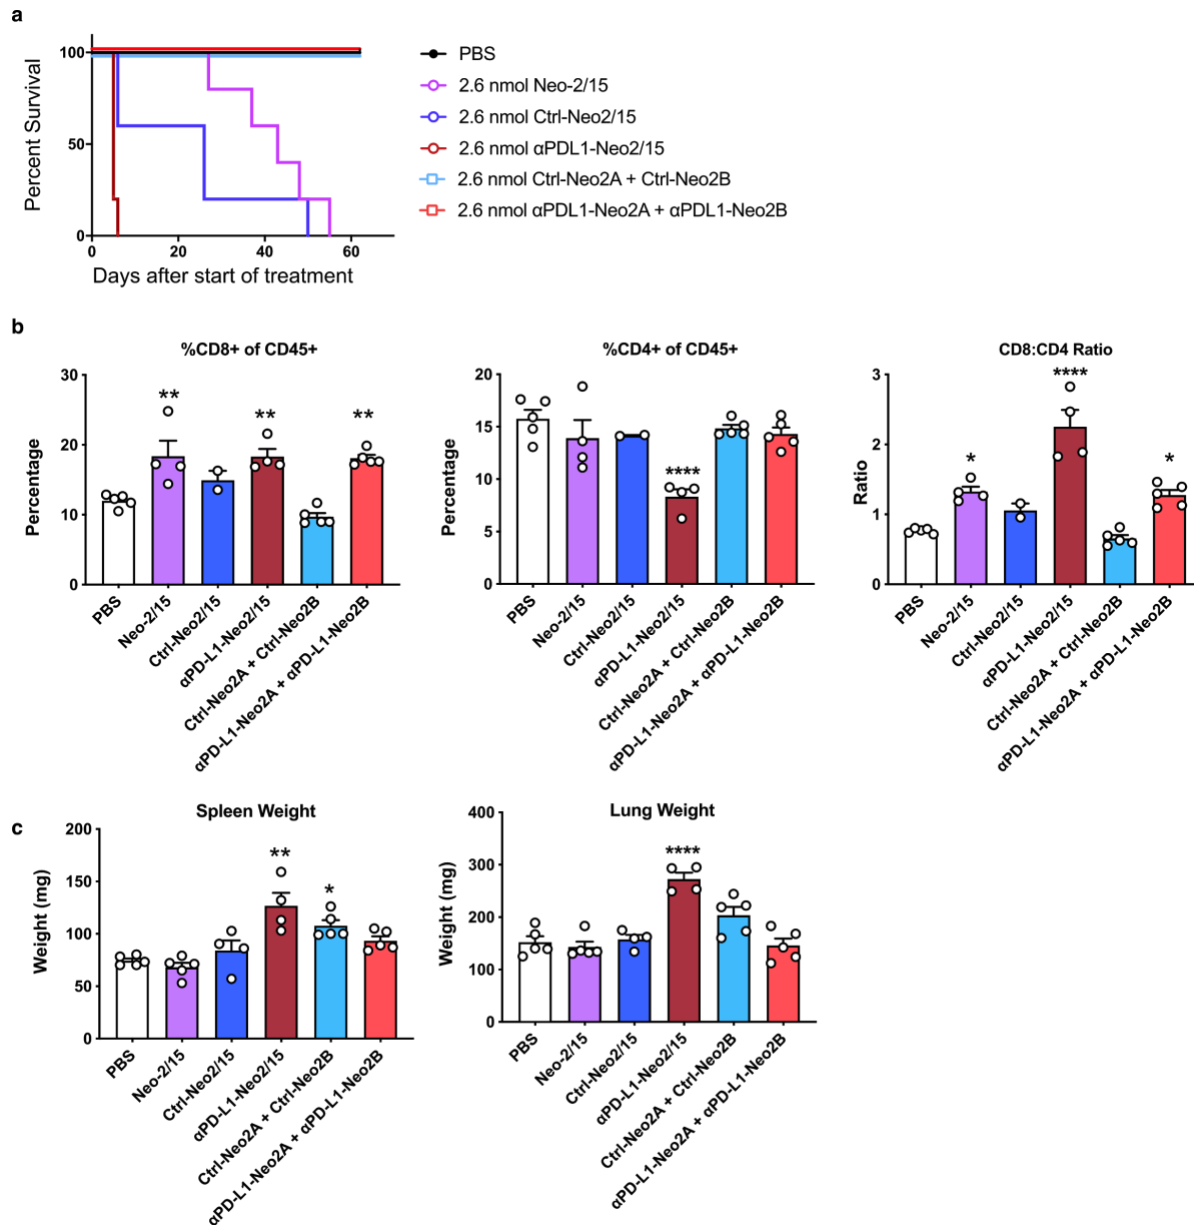 a
Percent Survival
100
50
0
0 20 40 60
Days after start of treatment
PBS
2.6 nmol Neo-2/15
2.6 nmol Ctrl-Neo2/15
2.6 nmol αPDL1-Neo2/15
2.6 nmol Ctrl-Neo2A + Ctrl-Neo2B
2.6 nmol αPDL1-Neo2A + αPDL1-Neo2B
b
%CD8+ of CD45+
Percentage
30
20
10
0
**
**
**
PBS
Neo-2/15
Ctrl-Neo2/15
αPD-L1-Neo2/15
Ctrl-Neo2A + Ctrl-Neo2B
αPD-L1-Neo2A + αPD-L1-Neo2B
%CD4+ of CD45+
Percentage
20
15
10
5
0
****
PBS
Neo-2/15
Ctrl-Neo2/15
αPD-L1-Neo2/15
Ctrl-Neo2A + Ctrl-Neo2B
αPD-L1-Neo2A + αPD-L1-Neo2B
CD8:CD4 Ratio
Ratio
3
2
1
0
*
****
*
PBS
Neo-2/15
Ctrl-Neo2/15
αPD-L1-Neo2/15
Ctrl-Neo2A + Ctrl-Neo2B
αPD-L1-Neo2A + αPD-L1-Neo2B
c
Spleen Weight
Weight (mg)
200
150
100
50
0
**
*
PBS
Neo-2/15
Ctrl-Neo2/15
αPD-L1-Neo2/15
Ctrl-Neo2A + Ctrl-Neo2B
αPD-L1-Neo2A + αPD-L1-Neo2B
Lung Weight
Weight (mg)
400
300
200
100
0
****
PBS
Neo-2/15
Ctrl-Neo2/15
αPD-L1-Neo2/15
Ctrl-Neo2A + Ctrl-Neo2B
αPD-L1-Neo2A + αPD-L1-Neo2B